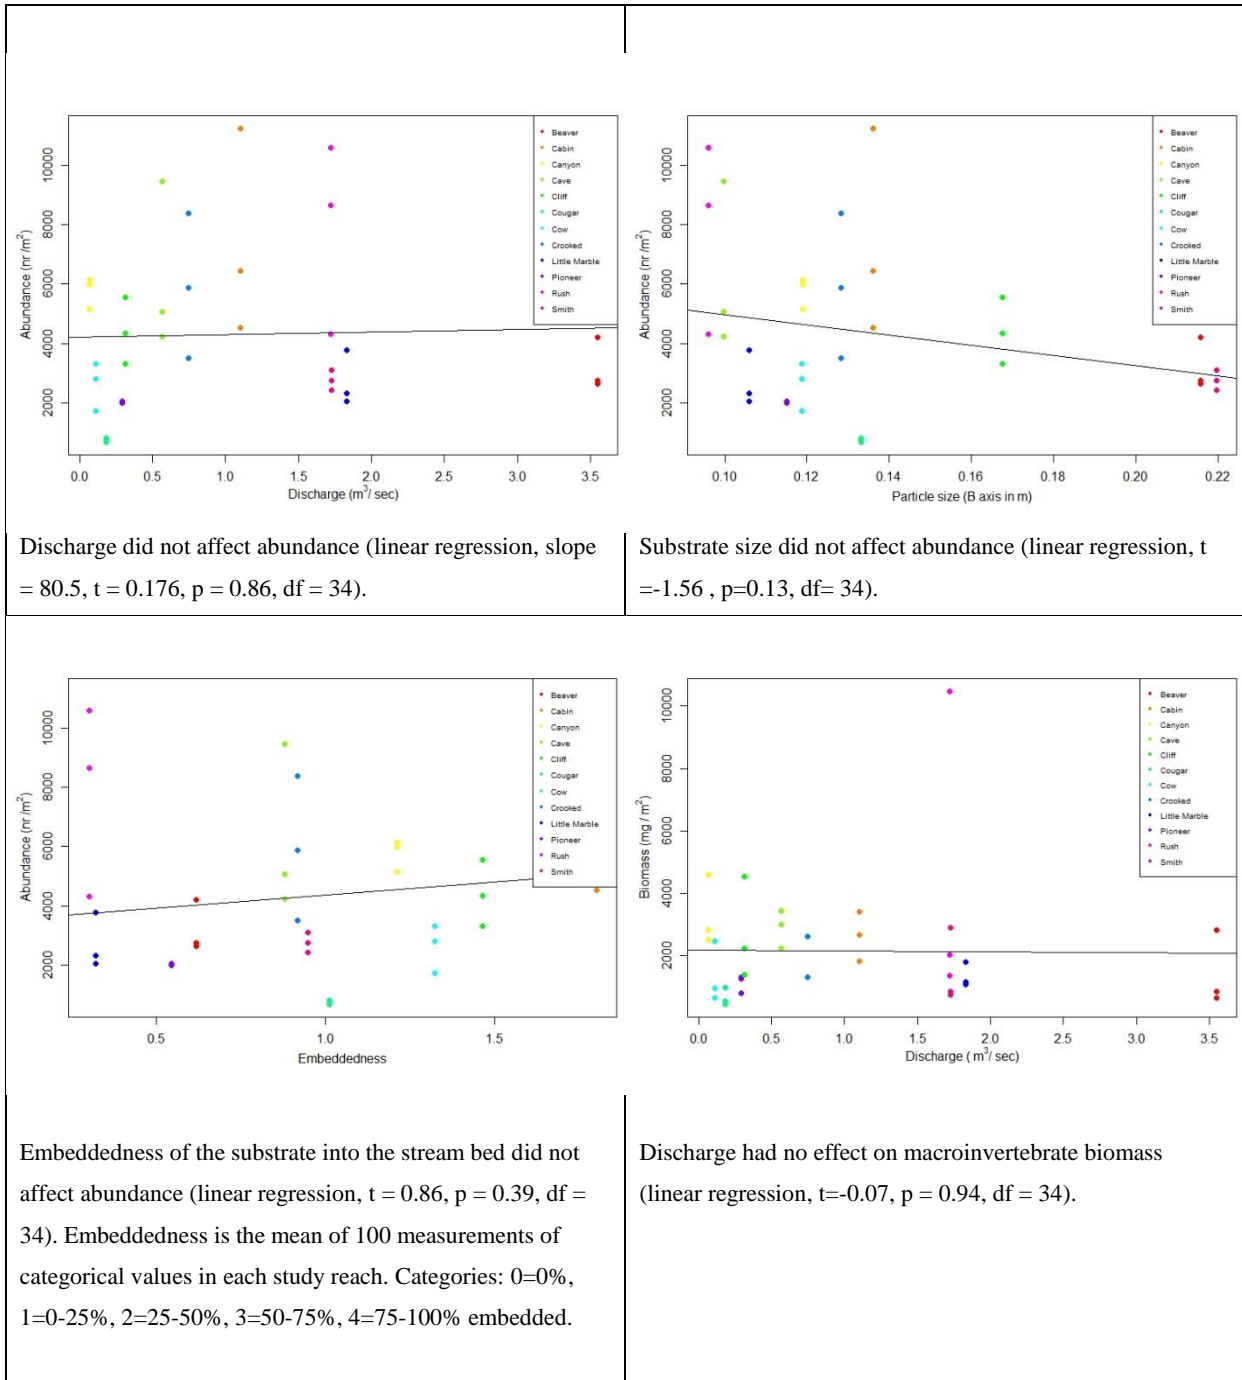 Abundance (nr /m²)
10000
8000
6000
4000
2000
0.0 0.5 1.0 1.5 2.0 2.5 3.0 3.5
Discharge (m³/ sec)
Beaver
Cabin
Canyon
Cave
Cliff
Cougar
Cow
Crooked
Little Marble
Pioneer
Rush
Smith
Abundance (nr /m²)
10000
8000
6000
4000
2000
0.10 0.12 0.14 0.16 0.18 0.20 0.22
Particle size (B axis in m)
Beaver
Cabin
Canyon
Cave
Cliff
Cougar
Cow
Crooked
Little Marble
Pioneer
Rush
Smith
Discharge did not affect abundance (linear regression, slope
= 80.5, t = 0.176, p = 0.86, df = 34).
Substrate size did not affect abundance (linear regression, t
=-1.56 , p=0.13, df= 34).
Abundance (nr /m²)
10000
8000
6000
4000
2000
0.5 1.0 1.5
Embeddedness
Beaver
Cabin
Canyon
Cave
Cliff
Cougar
Cow
Crooked
Little Marble
Pioneer
Rush
Smith
Biomass (mg / m²)
10000
8000
6000
4000
2000
0.0 0.5 1.0 1.5 2.0 2.5 3.0 3.5
Discharge ( m³/ sec)
Beaver
Cabin
Canyon
Cave
Cliff
Cougar
Cow
Crooked
Little Marble
Pioneer
Rush
Smith
Embeddedness of the substrate into the stream bed did not
affect abundance (linear regression, t = 0.86, p = 0.39, df =
34). Embeddedness is the mean of 100 measurements of
categorical values in each study reach. Categories: 0=0%,
1=0-25%, 2=25-50%, 3=50-75%, 4=75-100% embedded.
Discharge had no effect on macroinvertebrate biomass
(linear regression, t=-0.07, p = 0.94, df = 34).